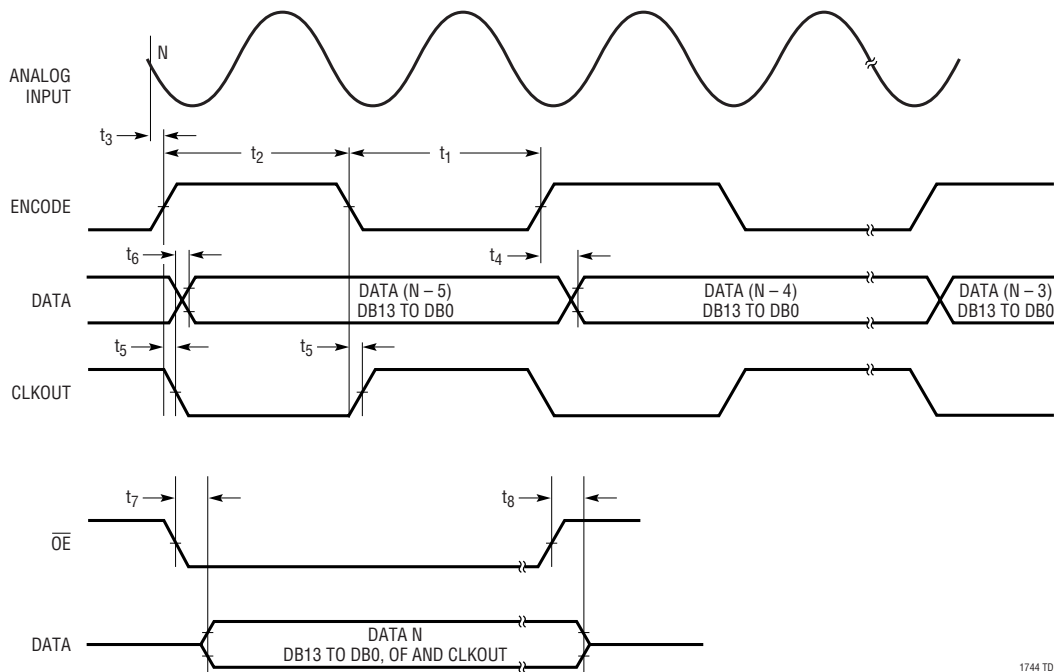 N
ANALOG
INPUT
t3
t2
t1
ENCODE
t6
t4
DATA
DATA (N – 5)
DB13 TO DB0
DATA (N – 4)
DB13 TO DB0
DATA (N – 3)
DB13 TO DB0
t5
t5
CLKOUT
t7
t8
OE
DATA
DATA N
DB13 TO DB0, OF AND CLKOUT
1744 TD